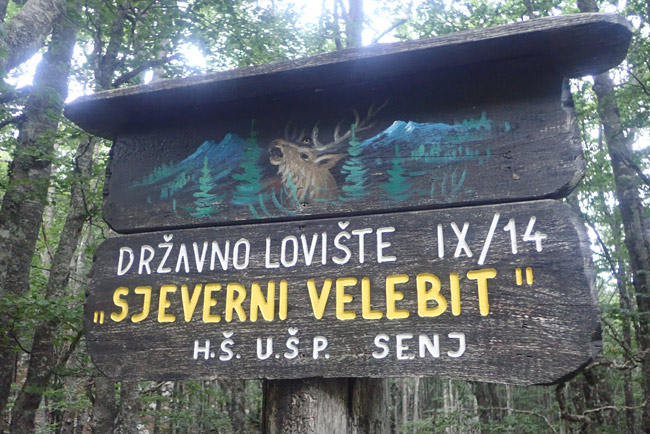 DRŽAVNO LOVIŠTE IX/14
„SJEVERNI VELEBIT"
H.Š. U.Š.P. SENJ